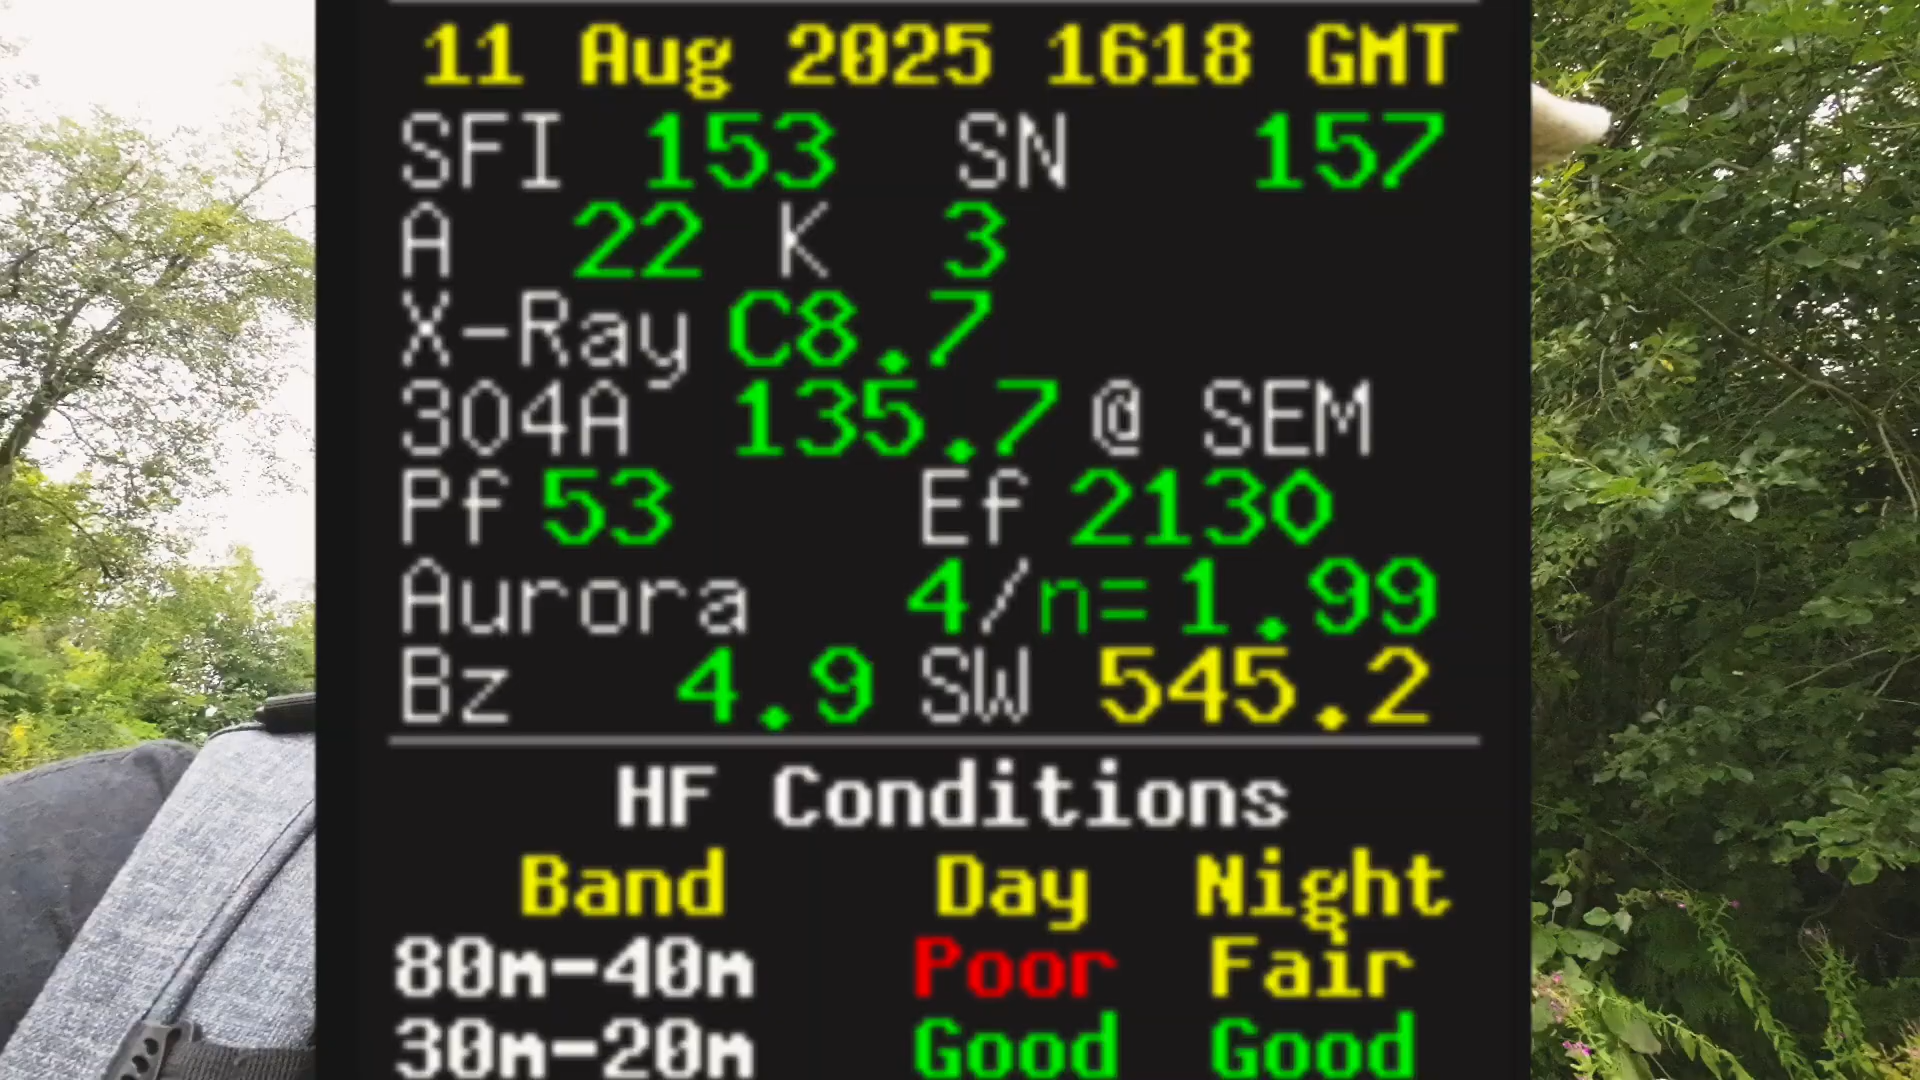 11 Aug 2025 1618 GMT
SFI 153 SN 157
A 22 K 3
X-Ray C8.7
304A 135.7 @ SEM
Pf 53 Ef 2130
Aurora 4/n=1.99
Bz 4.9 SW 545.2
HF Conditions
Band Day Night
80m-40m Poor Fair
30m-20m Good Good